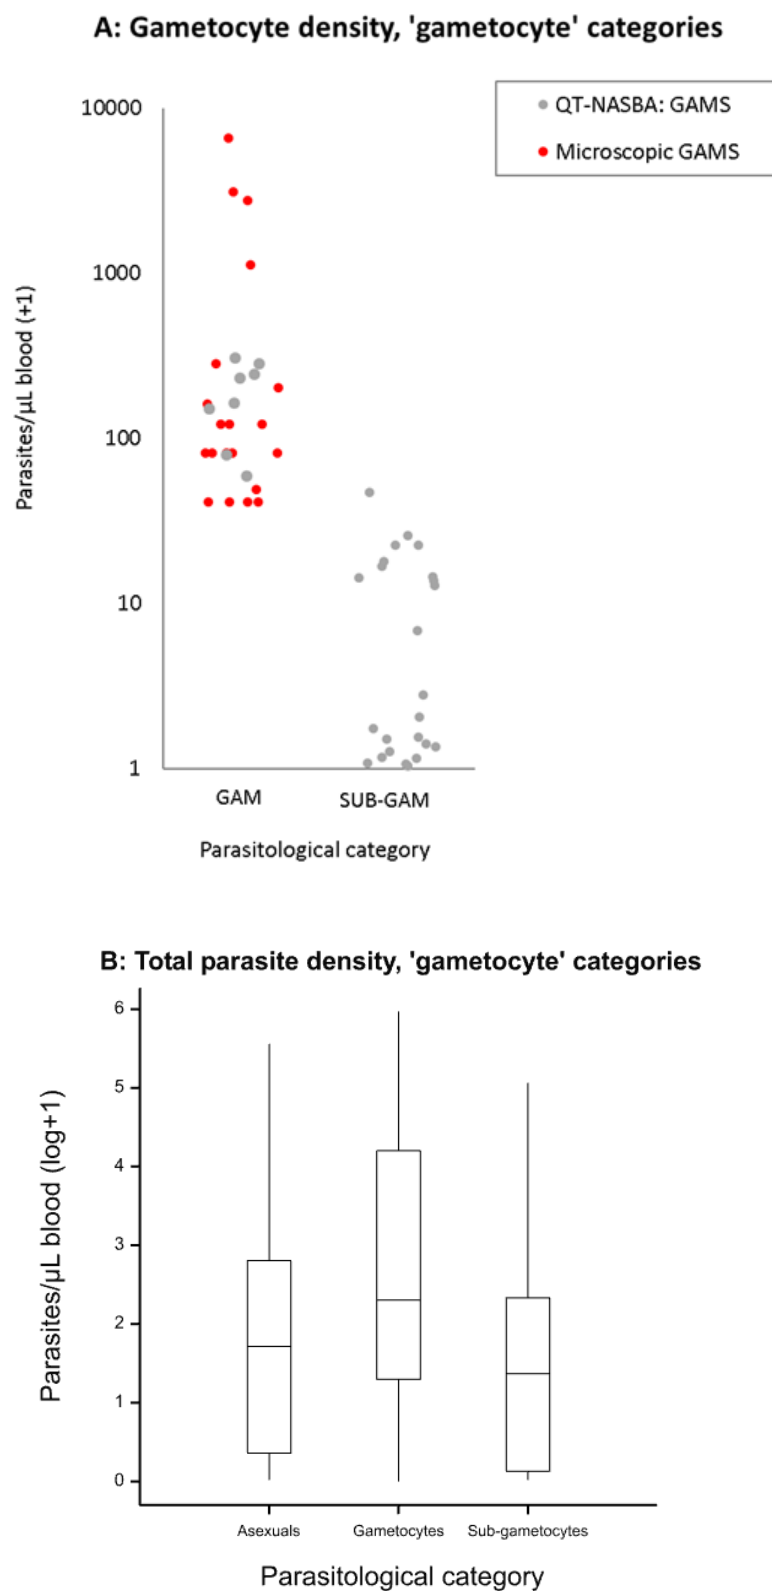 A: Gametocyte density, 'gametocyte' categories
QT-NASBA: GAMS
Microscopic GAMS
Parasites/µL blood (+1)
10000
1000
100
10
1
GAM
SUB-GAM
Parasitological category
B: Total parasite density, 'gametocyte' categories
Parasites/µL blood (log+1)
6
5
4
3
2
1
0
Asexuals
Gametocytes
Sub-gametocytes
Parasitological category